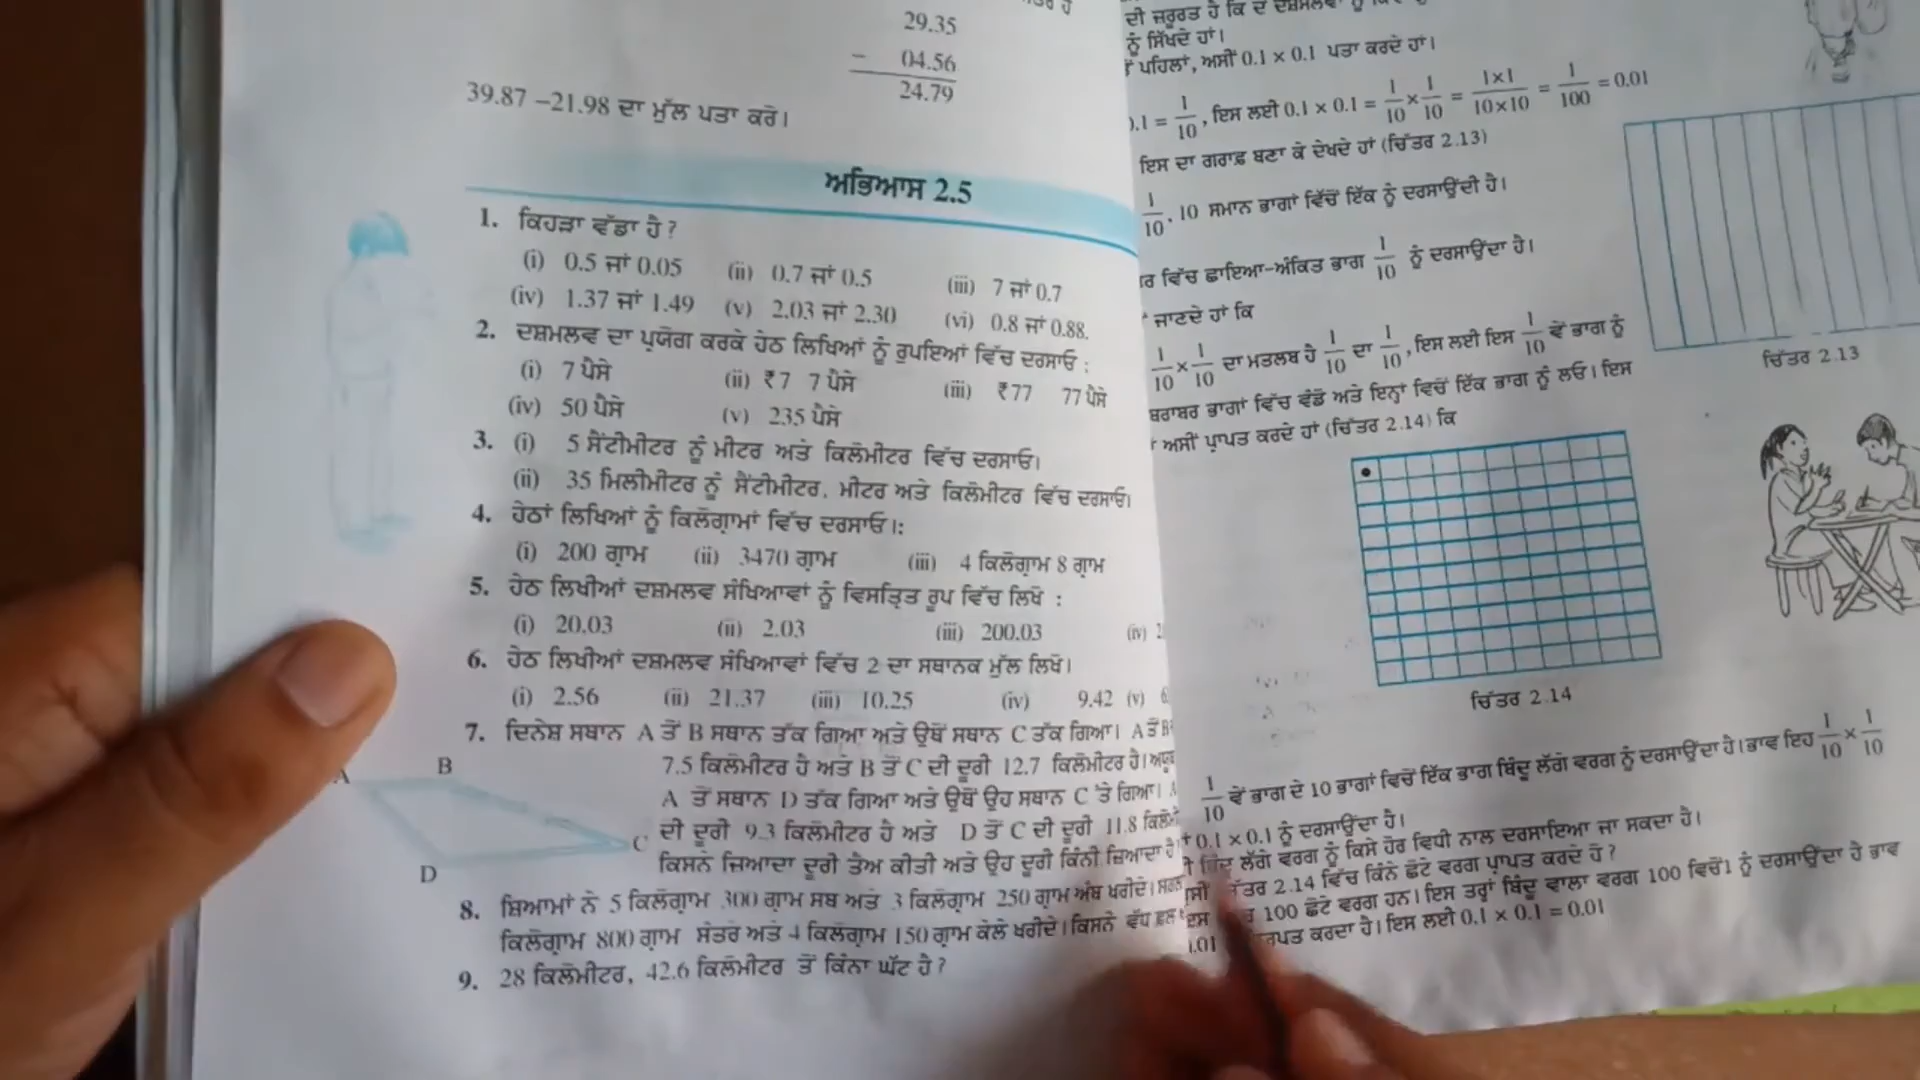 29.35
− 04.56
24.79
39.87 –21.98 ਦਾ ਮੁੱਲ ਪਤਾ ਕਰੋ।
ਅਭਿਆਸ 2.5
1. ਕਿਹੜਾ ਵੱਡਾ ਹੈ ?
(i) 0.5 ਜਾਂ 0.05 (ii) 0.7 ਜਾਂ 0.5 (iii) 7 ਜਾਂ 0.7
(iv) 1.37 ਜਾਂ 1.49 (v) 2.03 ਜਾਂ 2.30 (vi) 0.8 ਜਾਂ 0.88.
2. ਦਸ਼ਮਲਵ ਦਾ ਪ੍ਰਯੋਗ ਕਰਕੇ ਹੇਠ ਲਿਖਿਆਂ ਨੂੰ ਰੁਪਇਆਂ ਵਿੱਚ ਦਰਸਾਓ :
(i) 7 ਪੈਸੇ (ii) ₹7 7 ਪੈਸੇ (iii) ₹77 77 ਪੈਸੇ
(iv) 50 ਪੈਸੇ (v) 235 ਪੈਸੇ
3. (i) 5 ਸੈਂਟੀਮੀਟਰ ਨੂੰ ਮੀਟਰ ਅਤੇ ਕਿਲੋਮੀਟਰ ਵਿੱਚ ਦਰਸਾਓ।
(ii) 35 ਮਿਲੀਮੀਟਰ ਨੂੰ ਸੈਂਟੀਮੀਟਰ, ਮੀਟਰ ਅਤੇ ਕਿਲੋਮੀਟਰ ਵਿੱਚ ਦਰਸਾਓ।
4. ਹੇਠਾਂ ਲਿਖਿਆਂ ਨੂੰ ਕਿਲੋਗ੍ਰਾਮਾਂ ਵਿੱਚ ਦਰਸਾਓ।:
(i) 200 ਗ੍ਰਾਮ (ii) 3470 ਗ੍ਰਾਮ (iii) 4 ਕਿਲੋਗ੍ਰਾਮ 8 ਗ੍ਰਾਮ
5. ਹੇਠ ਲਿਖੀਆਂ ਦਸ਼ਮਲਵ ਸੰਖਿਆਵਾਂ ਨੂੰ ਵਿਸਤ੍ਰਿਤ ਰੂਪ ਵਿੱਚ ਲਿਖੋ :
(i) 20.03 (ii) 2.03 (iii) 200.03 (iv)
6. ਹੇਠ ਲਿਖੀਆਂ ਦਸ਼ਮਲਵ ਸੰਖਿਆਵਾਂ ਵਿੱਚ 2 ਦਾ ਸਥਾਨਕ ਮੁੱਲ ਲਿਖੋ।
(i) 2.56 (ii) 21.37 (iii) 10.25 (iv) 9.42 (v)
7. ਦਿਨੇਸ਼ ਸਥਾਨ A ਤੋਂ B ਸਥਾਨ ਤੱਕ ਗਿਆ ਅਤੇ ਉਥੋਂ ਸਥਾਨ C ਤੱਕ ਗਿਆ। A ਤੋਂ B
7.5 ਕਿਲੋਮੀਟਰ ਹੈ ਅਤੇ B ਤੋਂ C ਦੀ ਦੂਰੀ 12.7 ਕਿਲੋਮੀਟਰ ਹੈ।
A ਤੋਂ ਸਥਾਨ D ਤੱਕ ਗਿਆ ਅਤੇ ਉਥੋਂ ਉਹ ਸਥਾਨ C ਤੇ ਗਿਆ।
ਦੀ ਦੂਰੀ 9.3 ਕਿਲੋਮੀਟਰ ਹੈ ਅਤੇ D ਤੋਂ C ਦੀ ਦੂਰੀ 11.8
ਕਿਸਨੇ ਜ਼ਿਆਦਾ ਦੂਰੀ ਤੈਅ ਕੀਤੀ ਅਤੇ ਉਹ ਦੂਰੀ ਕਿੰਨੀ ਜ਼ਿਆਦਾ ਹੈ
A B C D
8. ਸ਼ਿਆਮਾਂ ਨੇ 5 ਕਿਲੋਗ੍ਰਾਮ 300 ਗ੍ਰਾਮ ਸੇਬ ਅਤੇ 3 ਕਿਲੋਗ੍ਰਾਮ 250 ਗ੍ਰਾਮ ਅੰਬ ਖਰੀਦੇ।
ਕਿਲੋਗ੍ਰਾਮ 800 ਗ੍ਰਾਮ ਸੰਤਰੇ ਅਤੇ 4 ਕਿਲੋਗ੍ਰਾਮ 150 ਗ੍ਰਾਮ ਕੇਲੇ ਖਰੀਦੇ। ਕਿਸਨੇ ਵੱਧ ਫਲ
9. 28 ਕਿਲੋਮੀਟਰ, 42.6 ਕਿਲੋਮੀਟਰ ਤੋਂ ਕਿੰਨਾ ਘੱਟ ਹੈ ?
ਦੀ ਜ਼ਰੂਰਤ ਹੈ ਕਿ
ਨੂੰ ਸਿੱਖਦੇ ਹਾਂ।
ਪਹਿਲਾਂ, ਅਸੀਂ 0.1 × 0.1 ਪਤਾ ਕਰਦੇ ਹਾਂ।
0.1 = 1/10, ਇਸ ਲਈ 0.1 × 0.1 = 1/10 × 1/10 = 1×1/10×10 = 1/100 = 0.01
ਇਸ ਦਾ ਗਰਾਫ਼ ਬਣਾ ਕੇ ਦੇਖਦੇ ਹਾਂ (ਚਿੱਤਰ 2.13)
1/10, 10 ਸਮਾਨ ਭਾਗਾਂ ਵਿੱਚੋਂ ਇੱਕ ਨੂੰ ਦਰਸਾਉਂਦੀ ਹੈ।
ਵਿੱਚ ਛਾਇਆ-ਅੰਕਿਤ ਭਾਗ 1/10 ਨੂੰ ਦਰਸਾਉਂਦਾ ਹੈ।
ਜਾਣਦੇ ਹਾਂ ਕਿ
1/10 × 1/10 ਦਾ ਮਤਲਬ ਹੈ 1/10 ਦਾ 1/10, ਇਸ ਲਈ ਇਸ 1/10 ਵੇਂ ਭਾਗ ਨੂੰ
ਬਰਾਬਰ ਭਾਗਾਂ ਵਿੱਚ ਵੰਡੋ ਅਤੇ ਇਨ੍ਹਾਂ ਵਿਚੋਂ ਇੱਕ ਭਾਗ ਨੂੰ ਲਓ। ਇਸ
ਅਸੀਂ ਪ੍ਰਾਪਤ ਕਰਦੇ ਹਾਂ (ਚਿੱਤਰ 2.14) ਕਿ
ਚਿੱਤਰ 2.13
ਚਿੱਤਰ 2.14
1/10 ਵੇਂ ਭਾਗ ਦੇ 10 ਭਾਗਾਂ ਵਿਚੋਂ ਇੱਕ ਭਾਗ ਬਿੰਦੂ ਲੱਗੇ ਵਰਗ ਨੂੰ ਦਰਸਾਉਂਦਾ ਹੈ।ਭਾਵ ਇਹ 1/10 × 1/10
0.1 × 0.1 ਨੂੰ ਦਰਸਾਉਂਦਾ ਹੈ।
ਬਿੰਦੂ ਲੱਗੇ ਵਰਗ ਨੂੰ ਕਿਸੇ ਹੋਰ ਵਿਧੀ ਨਾਲ ਦਰਸਾਇਆ ਜਾ ਸਕਦਾ ਹੈ।
2.14 ਵਿੱਚ ਕਿੰਨੇ ਛੋਟੇ ਵਰਗ ਪ੍ਰਾਪਤ ਕਰਦੇ ਹੋ ?
100 ਛੋਟੇ ਵਰਗ ਹਨ। ਇਸ ਤਰ੍ਹਾਂ ਬਿੰਦੂ ਵਾਲਾ ਵਰਗ 100 ਵਿਚੋਂ 1 ਨੂੰ ਦਰਸਾਉਂਦਾ ਹੈ ਭਾਵ
ਕਰਦਾ ਹੈ। ਇਸ ਲਈ 0.1 × 0.1 = 0.01